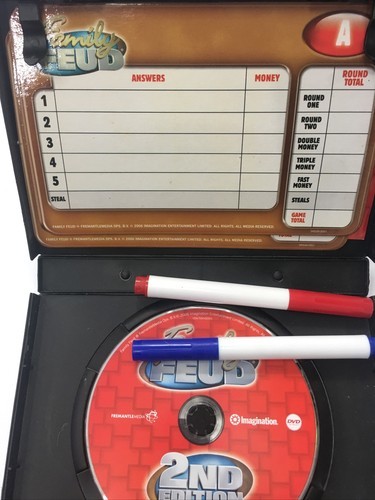 Family
FEUD
A
ANSWERS MONEY
ROUND TOTAL
1
2
3
4
5
STEAL
ROUND ONE
ROUND TWO
DOUBLE MONEY
TRIPLE MONEY
FAST MONEY
STEALS
GAME TOTAL
Family
FEUD
FREMANTLEMEDIA
Imagination.
DVD
2ND
EDITION